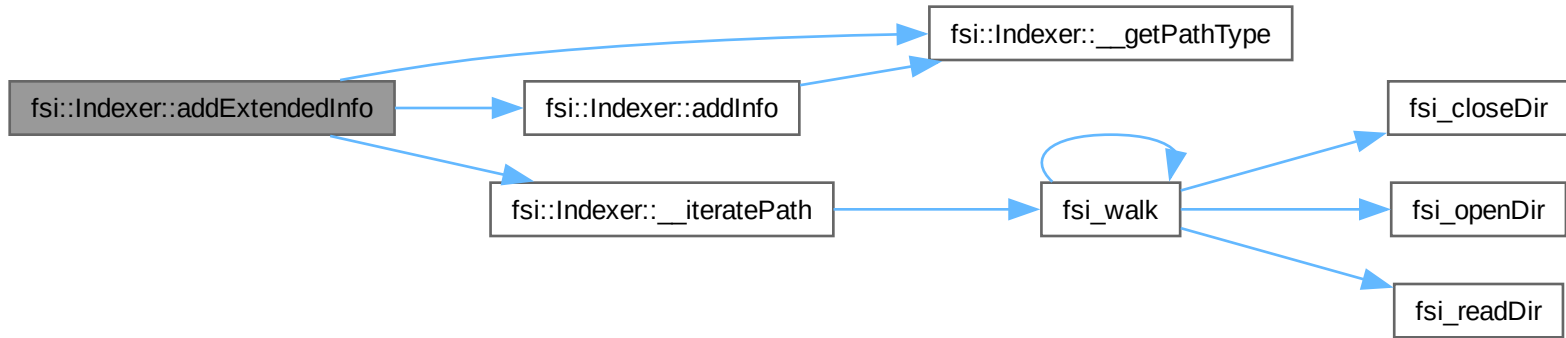 fsi::Indexer::addExtendedInfo
fsi::Indexer::__getPathType
fsi::Indexer::addInfo
fsi::Indexer::__iteratePath
fsi_walk
fsi_closeDir
fsi_openDir
fsi_readDir